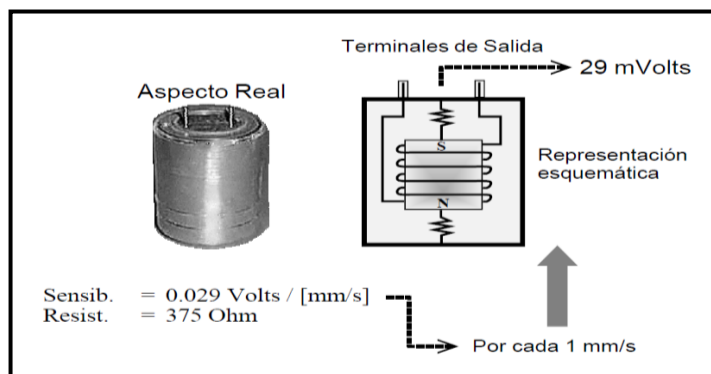 Terminales de Salida
29 mVolts
Aspecto Real
S
N
Representación
esquemática
Sensib. = 0.029 Volts / [mm/s]
Resist. = 375 Ohm
Por cada 1 mm/s